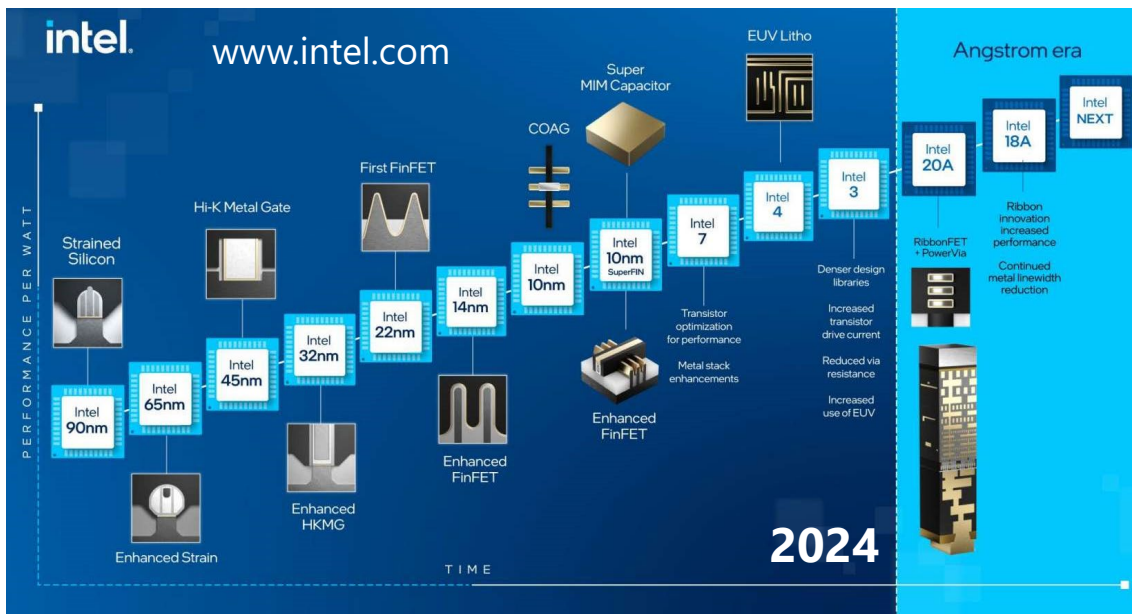 intel.
www.intel.com
PERFORMANCE PER WATT
TIME
Strained
Silicon
Intel
90nm
Intel
65nm
Enhanced Strain
Hi-K Metal Gate
Intel
45nm
Intel
32nm
Enhanced
HKMG
First FinFET
Intel
22nm
Intel
14nm
Enhanced
FinFET
COAG
Intel
10nm
Super
MIM Capacitor
Intel
10nm
SuperFIN
Enhanced
FinFET
Intel
7
Transistor
optimization
for performance
Metal stack
enhancements
EUV Litho
Intel
4
Intel
3
Denser design
libraries
Increased
transistor
drive current
Reduced via
resistance
Increased
use of EUV
2024
Angstrom era
Intel
20A
RibbonFET
+ PowerVia
Intel
18A
Ribbon
innovation
increased
performance
Continued
metal linewidth
reduction
Intel
NEXT